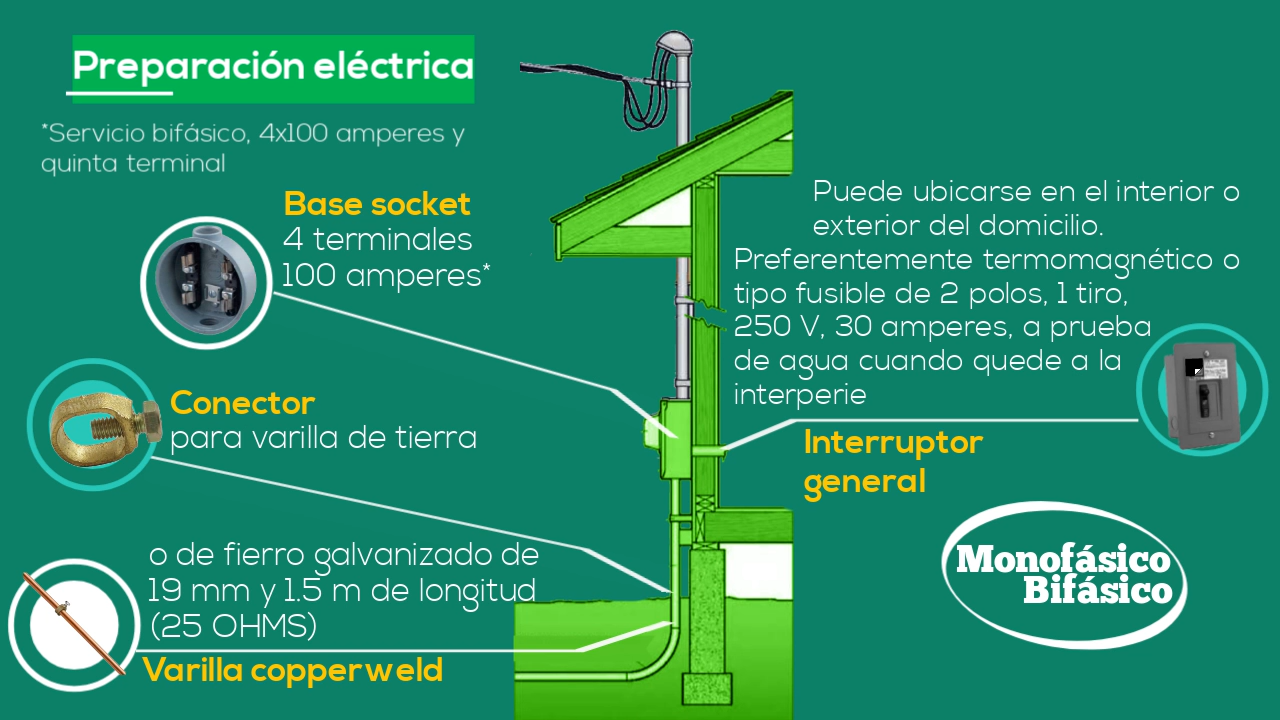 Preparación eléctrica
*Servicio bifásico, 4x100 amperes y
quinta terminal
Base socket
4 terminales
100 amperes*
Conector
para varilla de tierra
o de fierro galvanizado de
19 mm y 1.5 m de longitud
(25 OHMS)
Varilla copperweld
Puede ubicarse en el interior o
exterior del domicilio.
Preferentemente termomagnético o
tipo fusible de 2 polos, 1 tiro,
250 V, 30 amperes, a prueba
de agua cuando quede a la
interperie
Interruptor
general
Monofásico
Bifásico